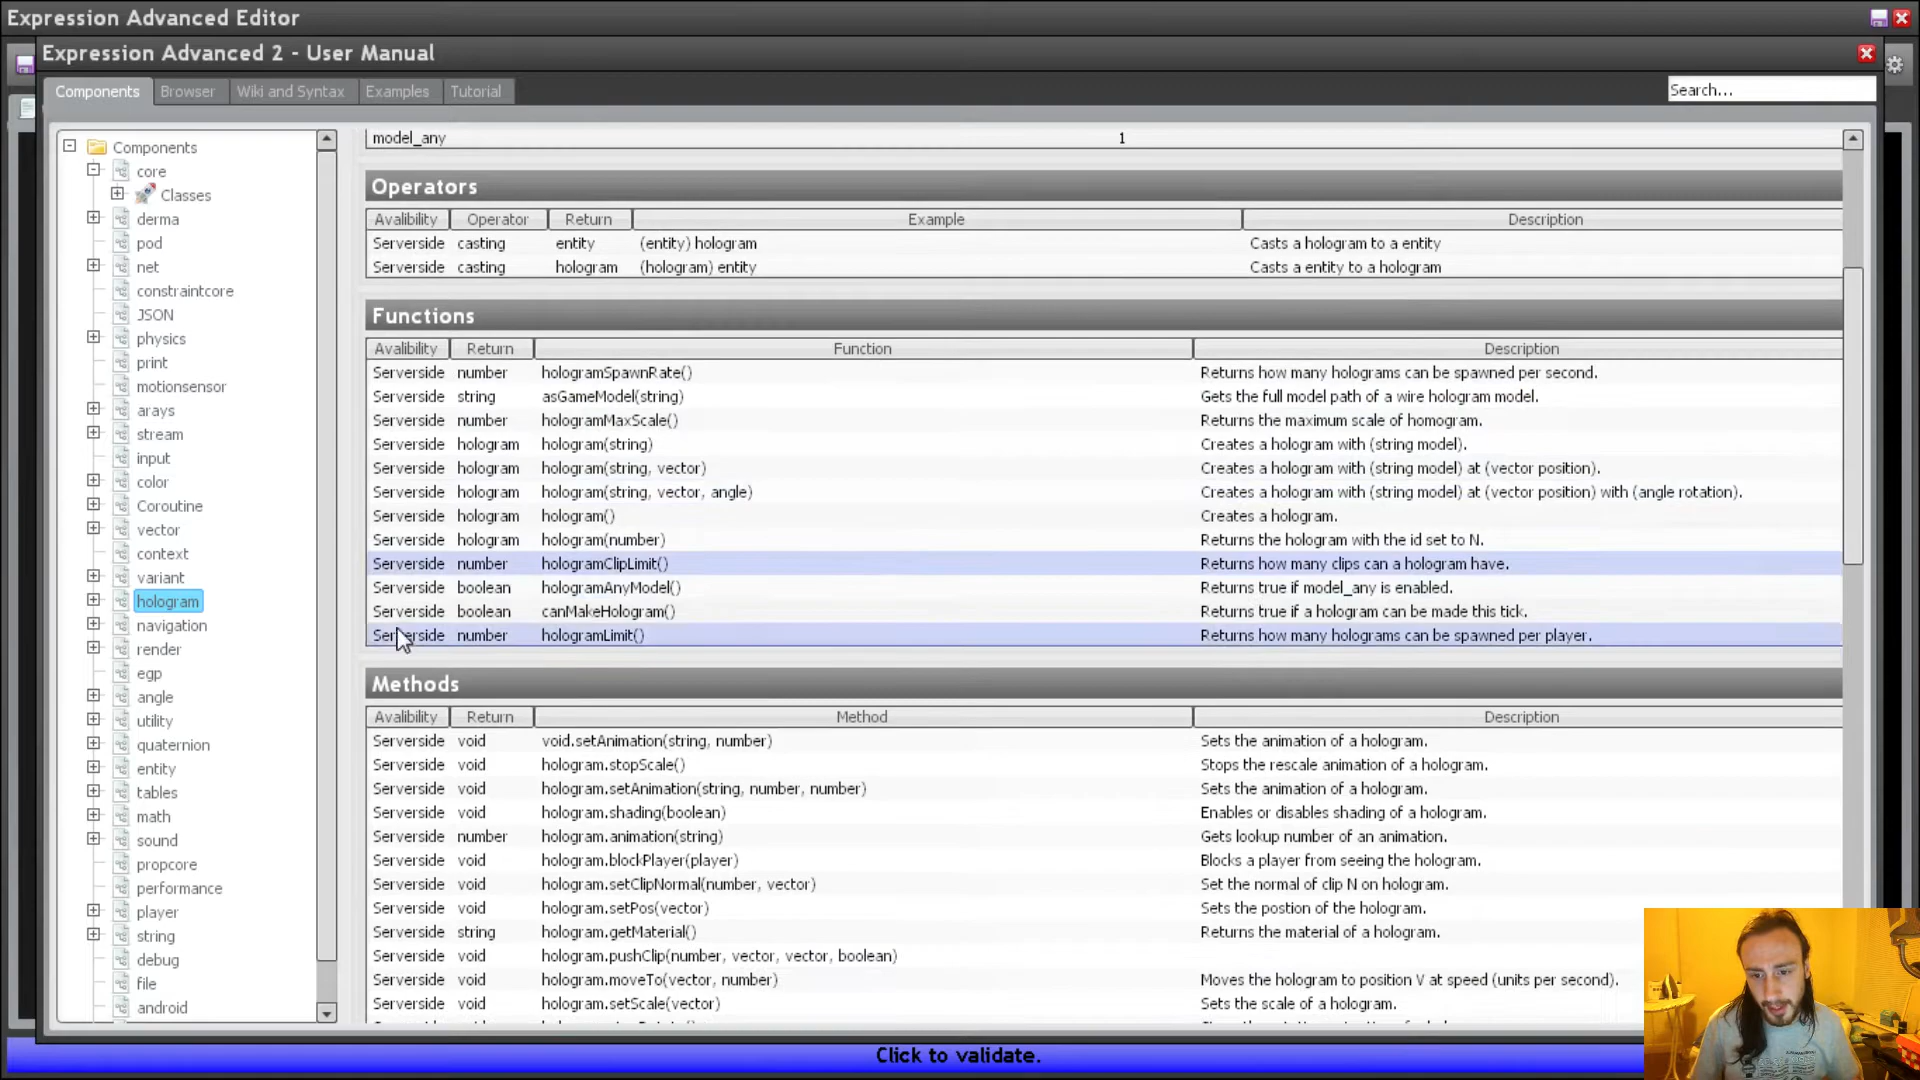 Expression Advanced Editor
Expression Advanced 2 - User Manual
Components Browser Wiki and Syntax Examples Tutorial Search...
Components
core
Classes
derma
pod
net
constraintcore
JSON
physics
print
motionsensor
arays
stream
input
color
Coroutine
vector
context
variant
hologram
navigation
render
egp
angle
utility
quaternion
entity
tables
math
sound
propcore
performance
player
string
debug
file
android
model_any 1
Operators
Avalibility Operator Return Example Description
Serverside casting entity (entity) hologram Casts a hologram to a entity
Serverside casting hologram (hologram) entity Casts a entity to a hologram
Functions
Avalibility Return Function Description
Serverside number hologramSpawnRate() Returns how many holograms can be spawned per second.
Serverside string asGameModel(string) Gets the full model path of a wire hologram model.
Serverside number hologramMaxScale() Returns the maximum scale of homogram.
Serverside hologram hologram(string) Creates a hologram with (string model).
Serverside hologram hologram(string, vector) Creates a hologram with (string model) at (vector position).
Serverside hologram hologram(string, vector, angle) Creates a hologram with (string model) at (vector position) with (angle rotation).
Serverside hologram hologram() Creates a hologram.
Serverside hologram hologram(number) Returns the hologram with the id set to N.
Serverside number hologramClipLimit() Returns how many clips can a hologram have.
Serverside boolean hologramAnyModel() Returns true if model_any is enabled.
Serverside boolean canMakeHologram() Returns true if a hologram can be made this tick.
Serverside number hologramLimit() Returns how many holograms can be spawned per player.
Methods
Avalibility Return Method Description
Serverside void void.setAnimation(string, number) Sets the animation of a hologram.
Serverside void hologram.stopScale() Stops the rescale animation of a hologram.
Serverside void hologram.setAnimation(string, number, number) Sets the animation of a hologram.
Serverside void hologram.shading(boolean) Enables or disables shading of a hologram.
Serverside number hologram.animation(string) Gets lookup number of an animation.
Serverside void hologram.blockPlayer(player) Blocks a player from seeing the hologram.
Serverside void hologram.setClipNormal(number, vector) Set the normal of clip N on hologram.
Serverside void hologram.setPos(vector) Sets the postion of the hologram.
Serverside string hologram.getMaterial() Returns the material of a hologram.
Serverside void hologram.pushClip(number, vector, vector, boolean)
Serverside void hologram.moveTo(vector, number) Moves the hologram to position V at speed (units per second).
Serverside void hologram.setScale(vector) Sets the scale of a hologram.
Click to validate.